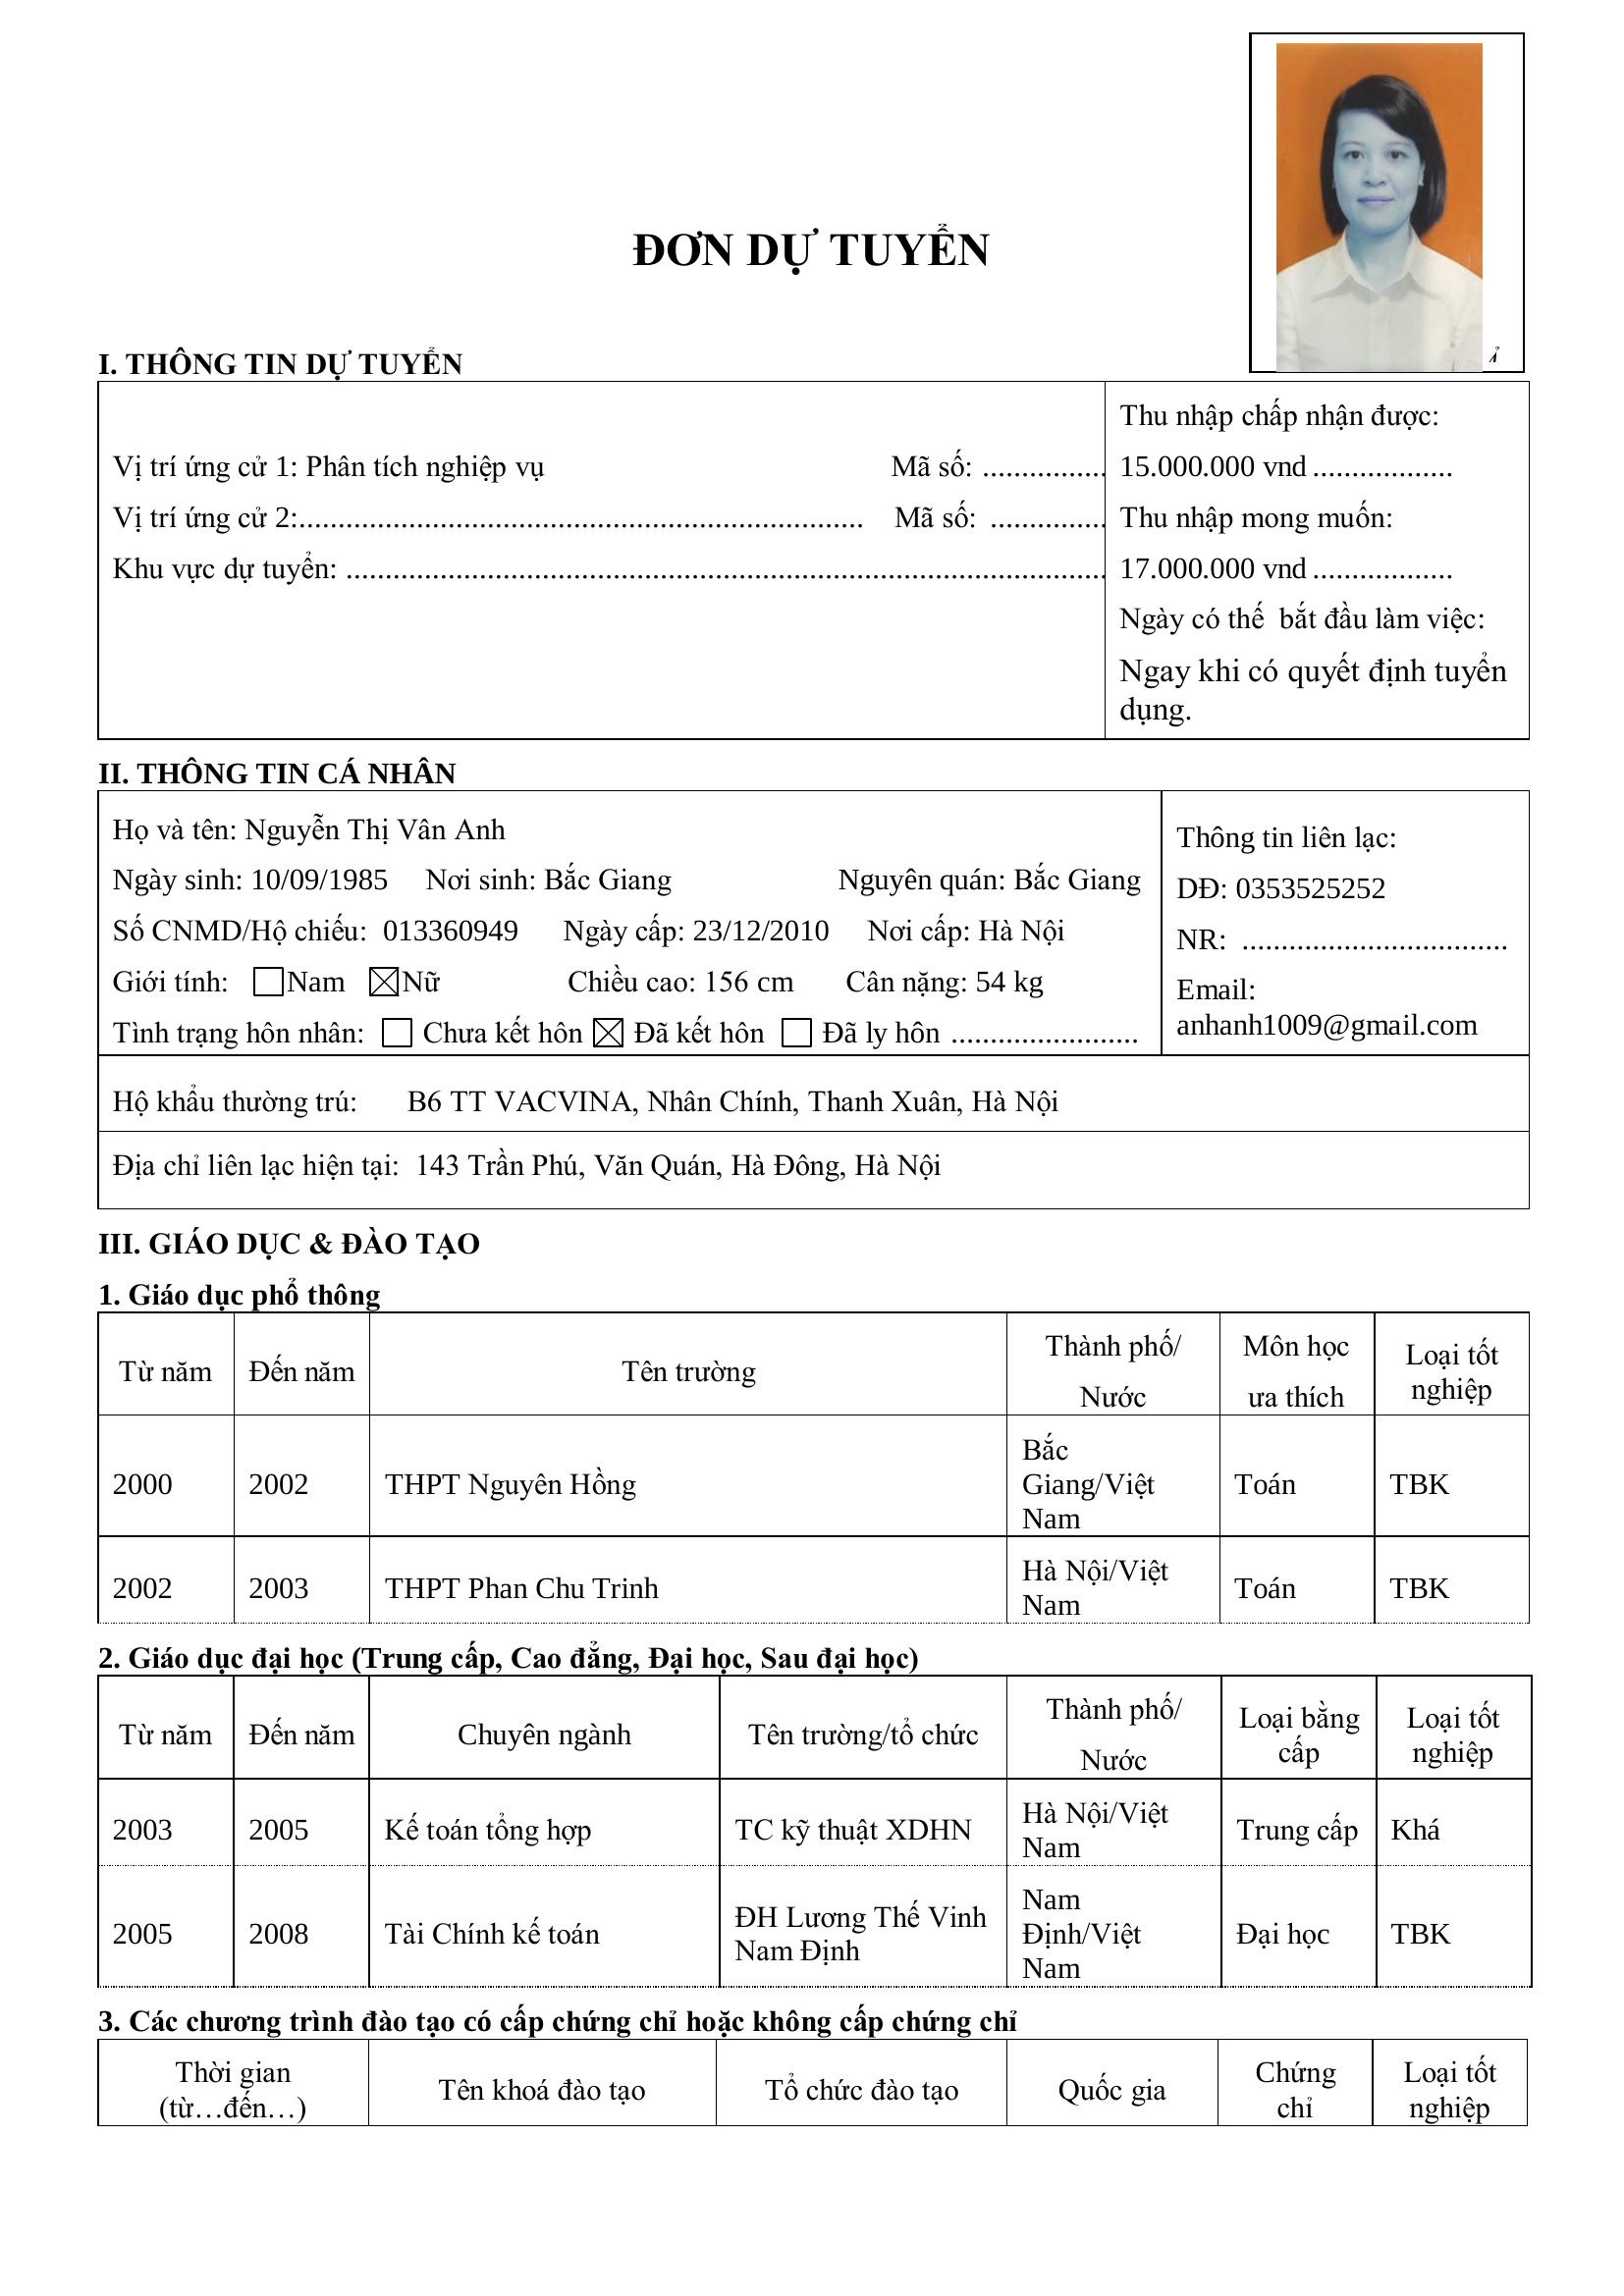 ĐƠN DỰ TUYỂN
I. THÔNG TIN DỰ TUYỂN
Vị trí ứng cử 1: Phân tích nghiệp vụ Mã số: ................
Vị trí ứng cử 2:........................................................................ Mã số: ...............
Khu vực dự tuyển: .................................................................................................
Thu nhập chấp nhận được:
15.000.000 vnd ..................
Thu nhập mong muốn:
17.000.000 vnd ..................
Ngày có thể bắt đầu làm việc:
Ngay khi có quyết định tuyển
dụng.
II. THÔNG TIN CÁ NHÂN
Họ và tên: Nguyễn Thị Vân Anh
Ngày sinh: 10/09/1985 Nơi sinh: Bắc Giang Nguyên quán: Bắc Giang
Số CNMD/Hộ chiếu: 013360949 Ngày cấp: 23/12/2010 Nơi cấp: Hà Nội
Giới tính: ☐Nam ☒Nữ Chiều cao: 156 cm Cân nặng: 54 kg
Tình trạng hôn nhân: ☐ Chưa kết hôn ☒ Đã kết hôn ☐ Đã ly hôn ........................
Thông tin liên lạc:
DĐ: 0353525252
NR: ..................................
Email:
anhanh1009@gmail.com
Hộ khẩu thường trú: B6 TT VACVINA, Nhân Chính, Thanh Xuân, Hà Nội
Địa chỉ liên lạc hiện tại: 143 Trần Phú, Văn Quán, Hà Đông, Hà Nội
III. GIÁO DỤC & ĐÀO TẠO
1. Giáo dục phổ thông
Từ năm Đến năm Tên trường Thành phố/ Nước Môn học ưa thích Loại tốt nghiệp
2000 2002 THPT Nguyên Hồng Bắc Giang/Việt Nam Toán TBK
2002 2003 THPT Phan Chu Trinh Hà Nội/Việt Nam Toán TBK
2. Giáo dục đại học (Trung cấp, Cao đẳng, Đại học, Sau đại học)
Từ năm Đến năm Chuyên ngành Tên trường/tổ chức Thành phố/ Nước Loại bằng cấp Loại tốt nghiệp
2003 2005 Kế toán tổng hợp TC kỹ thuật XDHN Hà Nội/Việt Nam Trung cấp Khá
2005 2008 Tài Chính kế toán ĐH Lương Thế Vinh Nam Định Nam Định/Việt Nam Đại học TBK
3. Các chương trình đào tạo có cấp chứng chỉ hoặc không cấp chứng chỉ
Thời gian (từ…đến…) Tên khoá đào tạo Tổ chức đào tạo Quốc gia Chứng chỉ Loại tốt nghiệp